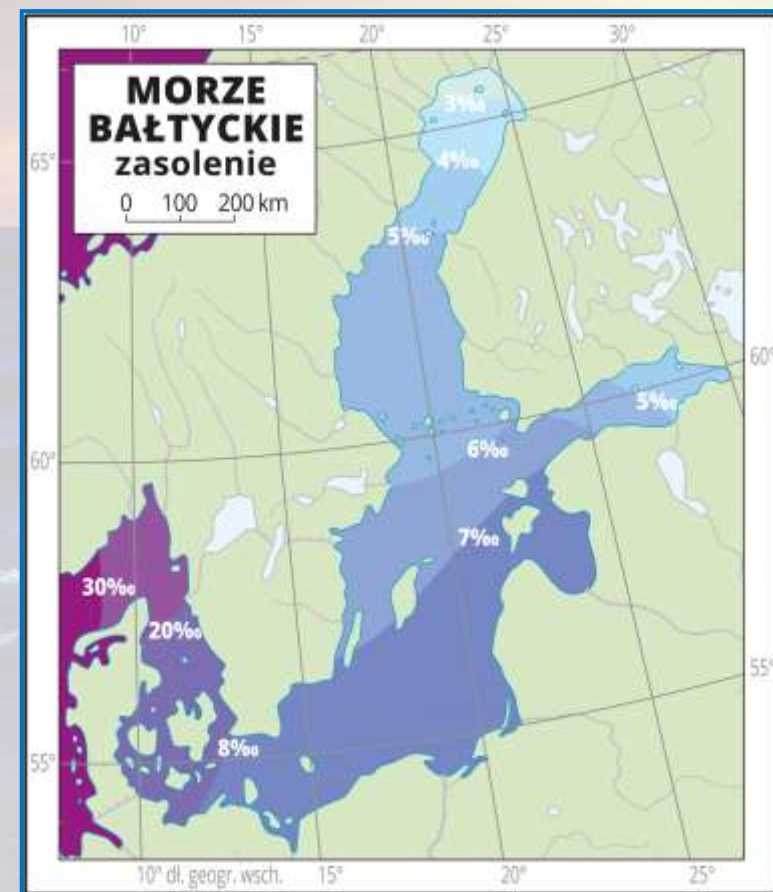 10° 15° 20° 25° 30°
MORZE
BAŁTYCKIE
zasolenie
0 100 200 km
3‰
4‰
65°
5‰
60°
5‰
6‰
60°
7‰
30‰
20‰
55°
8‰
55°
10° dł. geogr. wsch. 15° 20° 25°